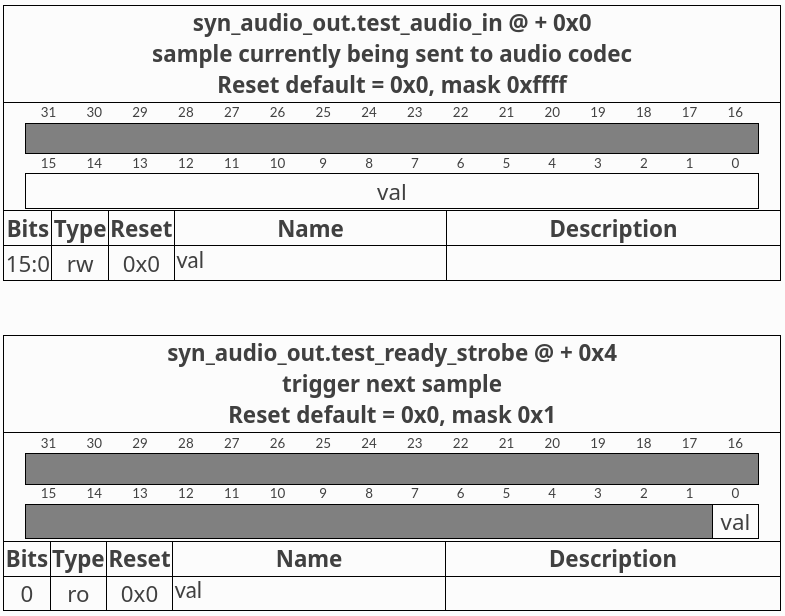 syn_audio_out.test_audio_in @ + 0x0
sample currently being sent to audio codec
Reset default = 0x0, mask 0xffff
31 30 29 28 27 26 25 24 23 22 21 20 19 18 17 16
15 14 13 12 11 10 9 8 7 6 5 4 3 2 1 0
val
Bits Type Reset Name Description
15:0 rw 0x0 val
syn_audio_out.test_ready_strobe @ + 0x4
trigger next sample
Reset default = 0x0, mask 0x1
31 30 29 28 27 26 25 24 23 22 21 20 19 18 17 16
15 14 13 12 11 10 9 8 7 6 5 4 3 2 1 0
val
Bits Type Reset Name Description
0 ro 0x0 val